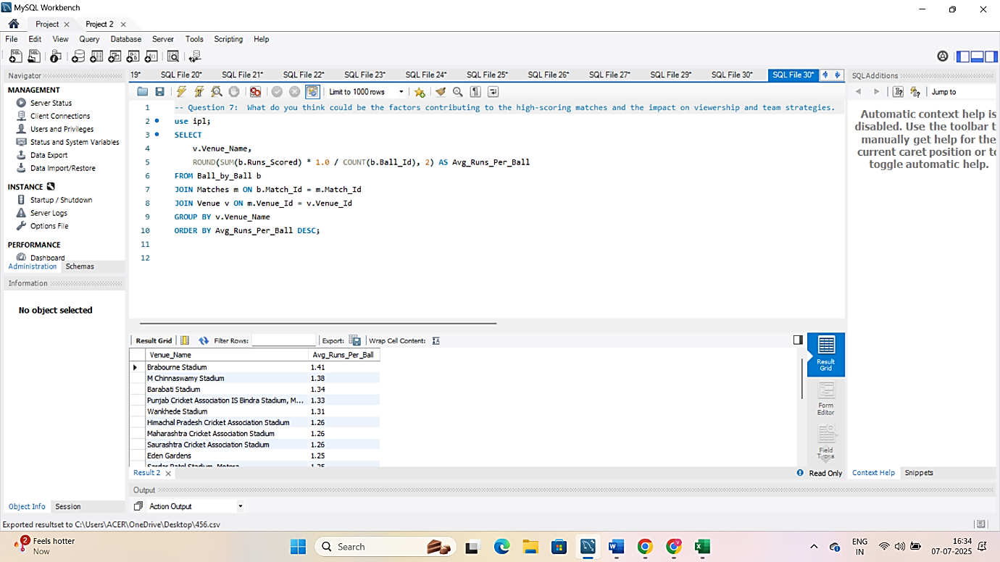 MySQL Workbench
Project
Project 2
File Edit View Query Database Server Tools Scripting Help
Navigator
MANAGEMENT
Server Status
Client Connections
Users and Privileges
Status and System Variables
Data Export
Data Import/Restore
INSTANCE
Startup / Shutdown
Server Logs
Options File
PERFORMANCE
Dashboard
Administration Schemas
Information
No object selected
Object Info Session
19* SQL File 20* SQL File 21* SQL File 22* SQL File 23* SQL File 24* SQL File 25* SQL File 26* SQL File 27* SQL File 29* SQL File 30* SQL File 30*
Limit to 1000 rows
1 -- Question 7:  What do you think could be the factors contributing to the high-scoring matches and the impact on viewership and team strategies.
2 use ipl;
3 SELECT
4 v.Venue_Name,
5 ROUND(SUM(b.Runs_Scored) * 1.0 / COUNT(b.Ball_Id), 2) AS Avg_Runs_Per_Ball
6 FROM Ball_by_Ball b
7 JOIN Matches m ON b.Match_Id = m.Match_Id
8 JOIN Venue v ON m.Venue_Id = v.Venue_Id
9 GROUP BY v.Venue_Name
10 ORDER BY Avg_Runs_Per_Ball DESC;
11
12
Result Grid Filter Rows: Export: Wrap Cell Content:
Venue_Name Avg_Runs_Per_Ball
Brabourne Stadium 1.41
M Chinnaswamy Stadium 1.38
Barabati Stadium 1.34
Punjab Cricket Association IS Bindra Stadium, M... 1.33
Wankhede Stadium 1.31
Himachal Pradesh Cricket Association Stadium 1.26
Maharashtra Cricket Association Stadium 1.26
Saurashtra Cricket Association Stadium 1.26
Eden Gardens 1.25
Sardar Patel Stadium, Motera 1.25
Result 2
Read Only
Result
Grid
Form
Editor
Field
Types
Output
Action Output
SQLAdditions
Jump to
Automatic context help is
disabled. Use the toolbar t
manually get help for the
current caret position or to
toggle automatic help.
Context Help Snippets
Exported resultset to C:\Users\ACER\OneDrive\Desktop\456.csv
2
Feels hotter
Now
Search
ENG
IN
16:34
07-07-2025